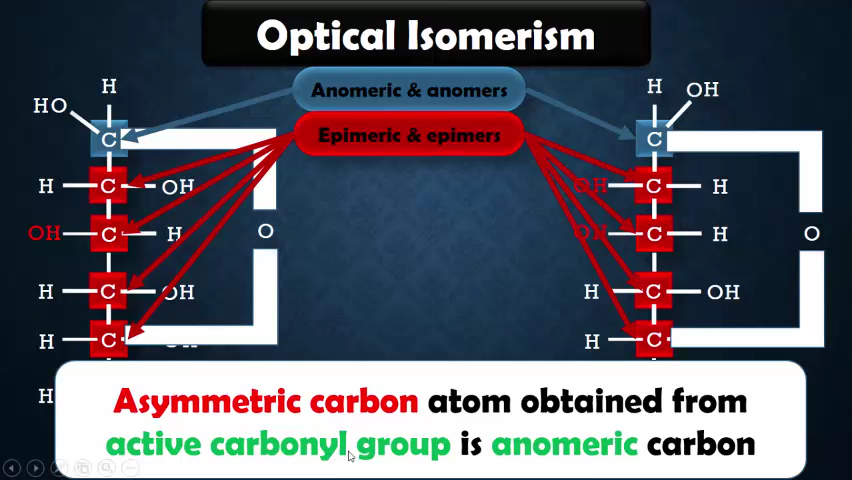 Optical Isomerism
Anomeric & anomers
Epimeric & epimers
H
HO
C
H C OH
OH C H
O
H C OH
H C
H
H
OH
C
OH C H
OH C H
O
H C OH
H C
Asymmetric carbon atom obtained from
active carbonyl group is anomeric carbon